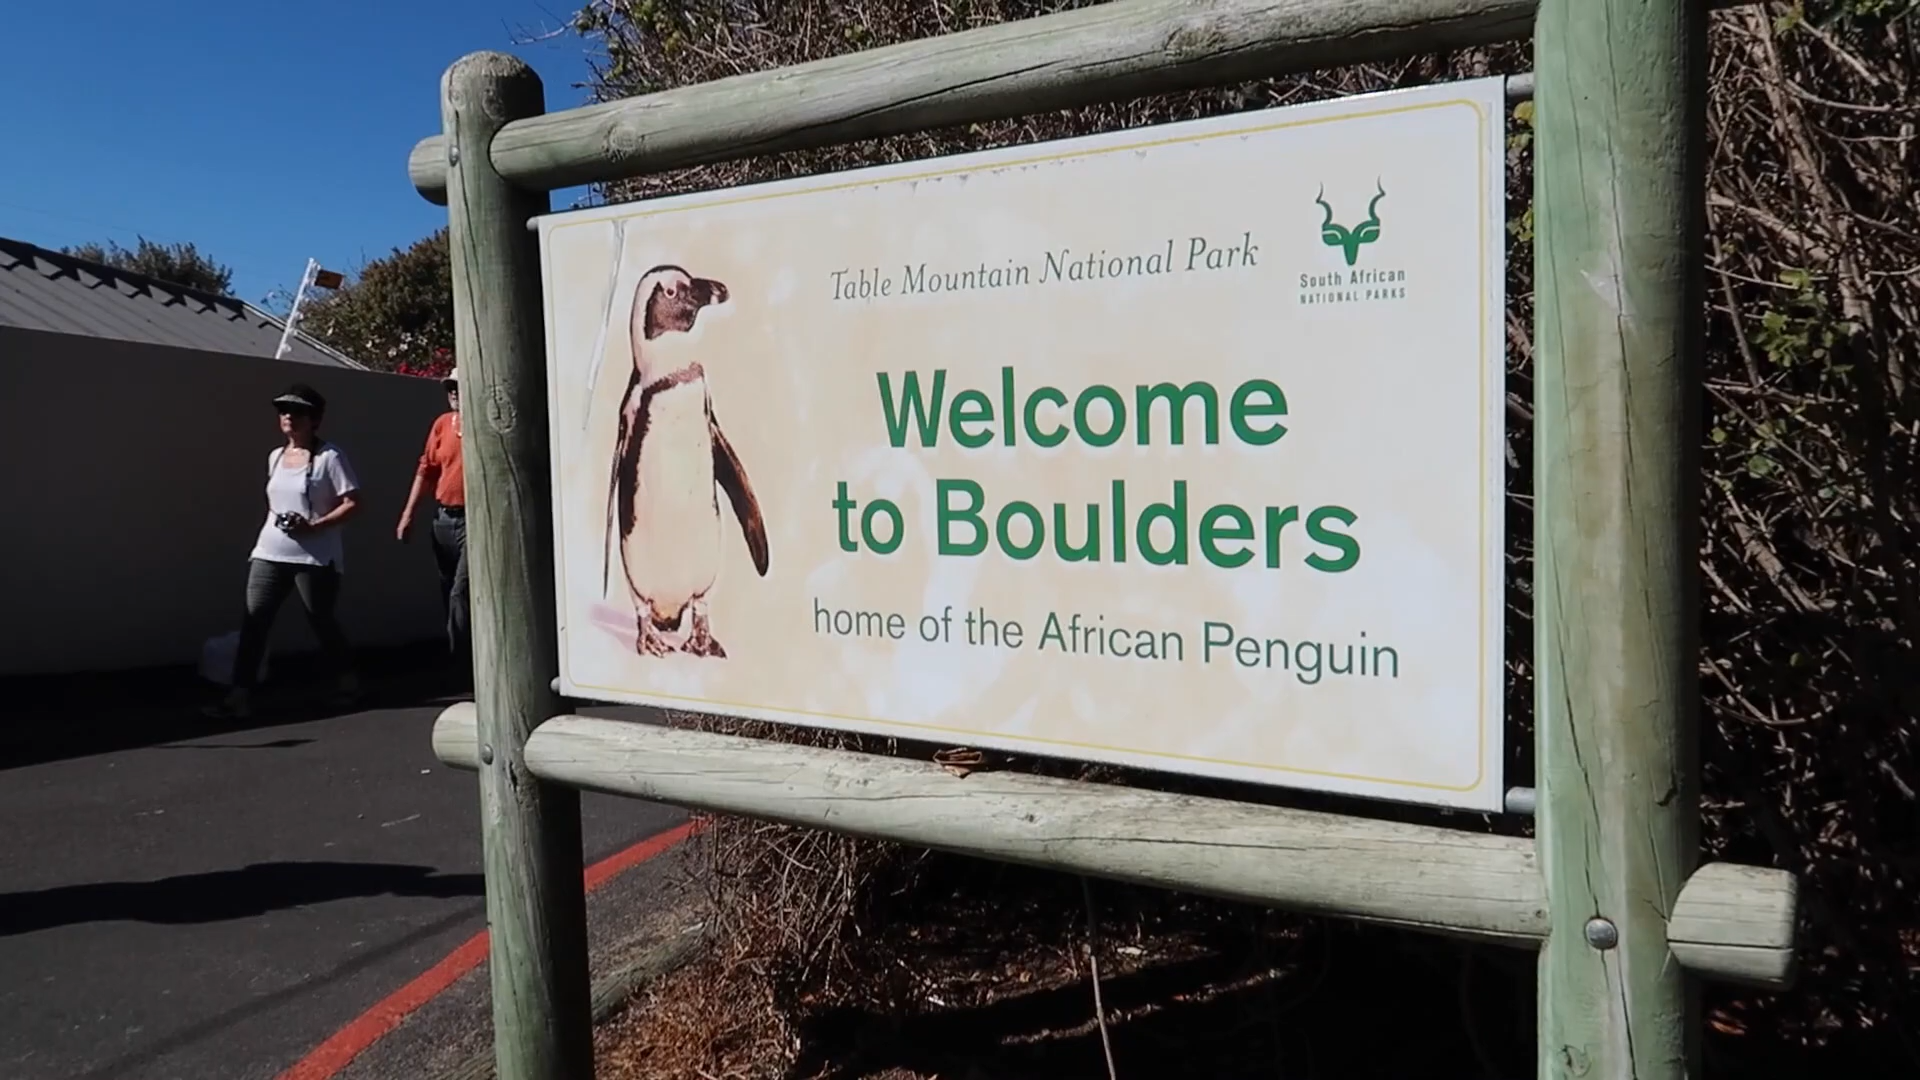 Table Mountain National Park
South African
NATIONAL PARKS
Welcome
to Boulders
home of the African Penguin